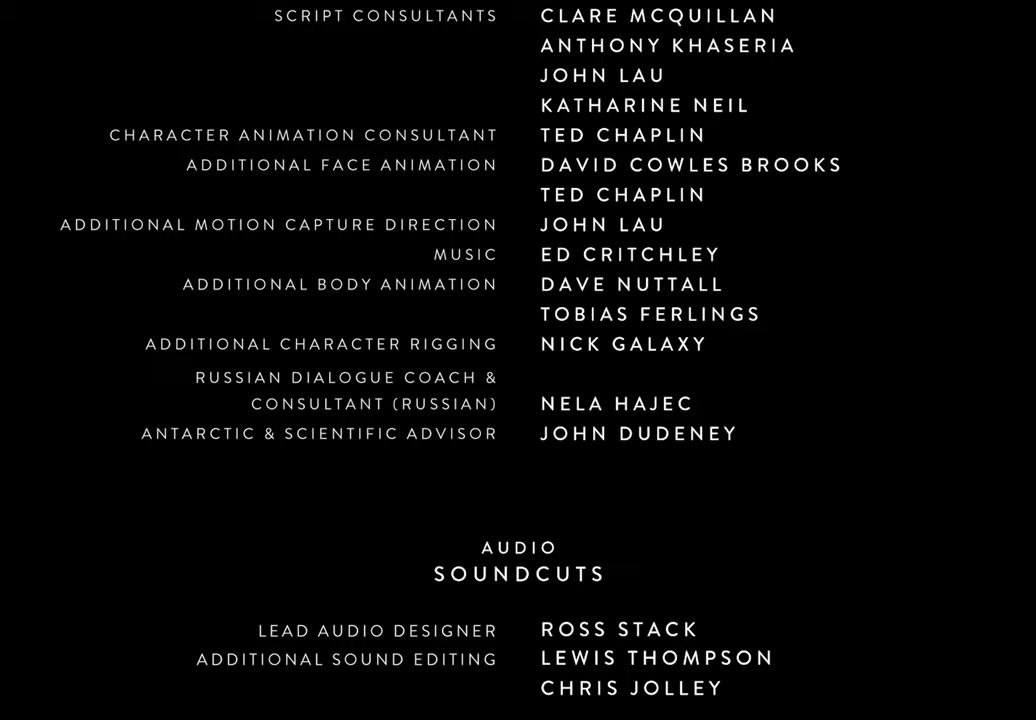 SCRIPT CONSULTANTS CLARE MCQUILLAN
ANTHONY KHASERIA
JOHN LAU
KATHARINE NEIL
CHARACTER ANIMATION CONSULTANT TED CHAPLIN
ADDITIONAL FACE ANIMATION DAVID COWLES BROOKS
TED CHAPLIN
ADDITIONAL MOTION CAPTURE DIRECTION JOHN LAU
MUSIC ED CRITCHLEY
ADDITIONAL BODY ANIMATION DAVE NUTTALL
TOBIAS FERLINGS
ADDITIONAL CHARACTER RIGGING NICK GALAXY
RUSSIAN DIALOGUE COACH &
CONSULTANT (RUSSIAN) NELA HAJEC
ANTARCTIC & SCIENTIFIC ADVISOR JOHN DUDENEY
AUDIO
SOUNDCUTS
LEAD AUDIO DESIGNER ROSS STACK
ADDITIONAL SOUND EDITING LEWIS THOMPSON
CHRIS JOLLEY